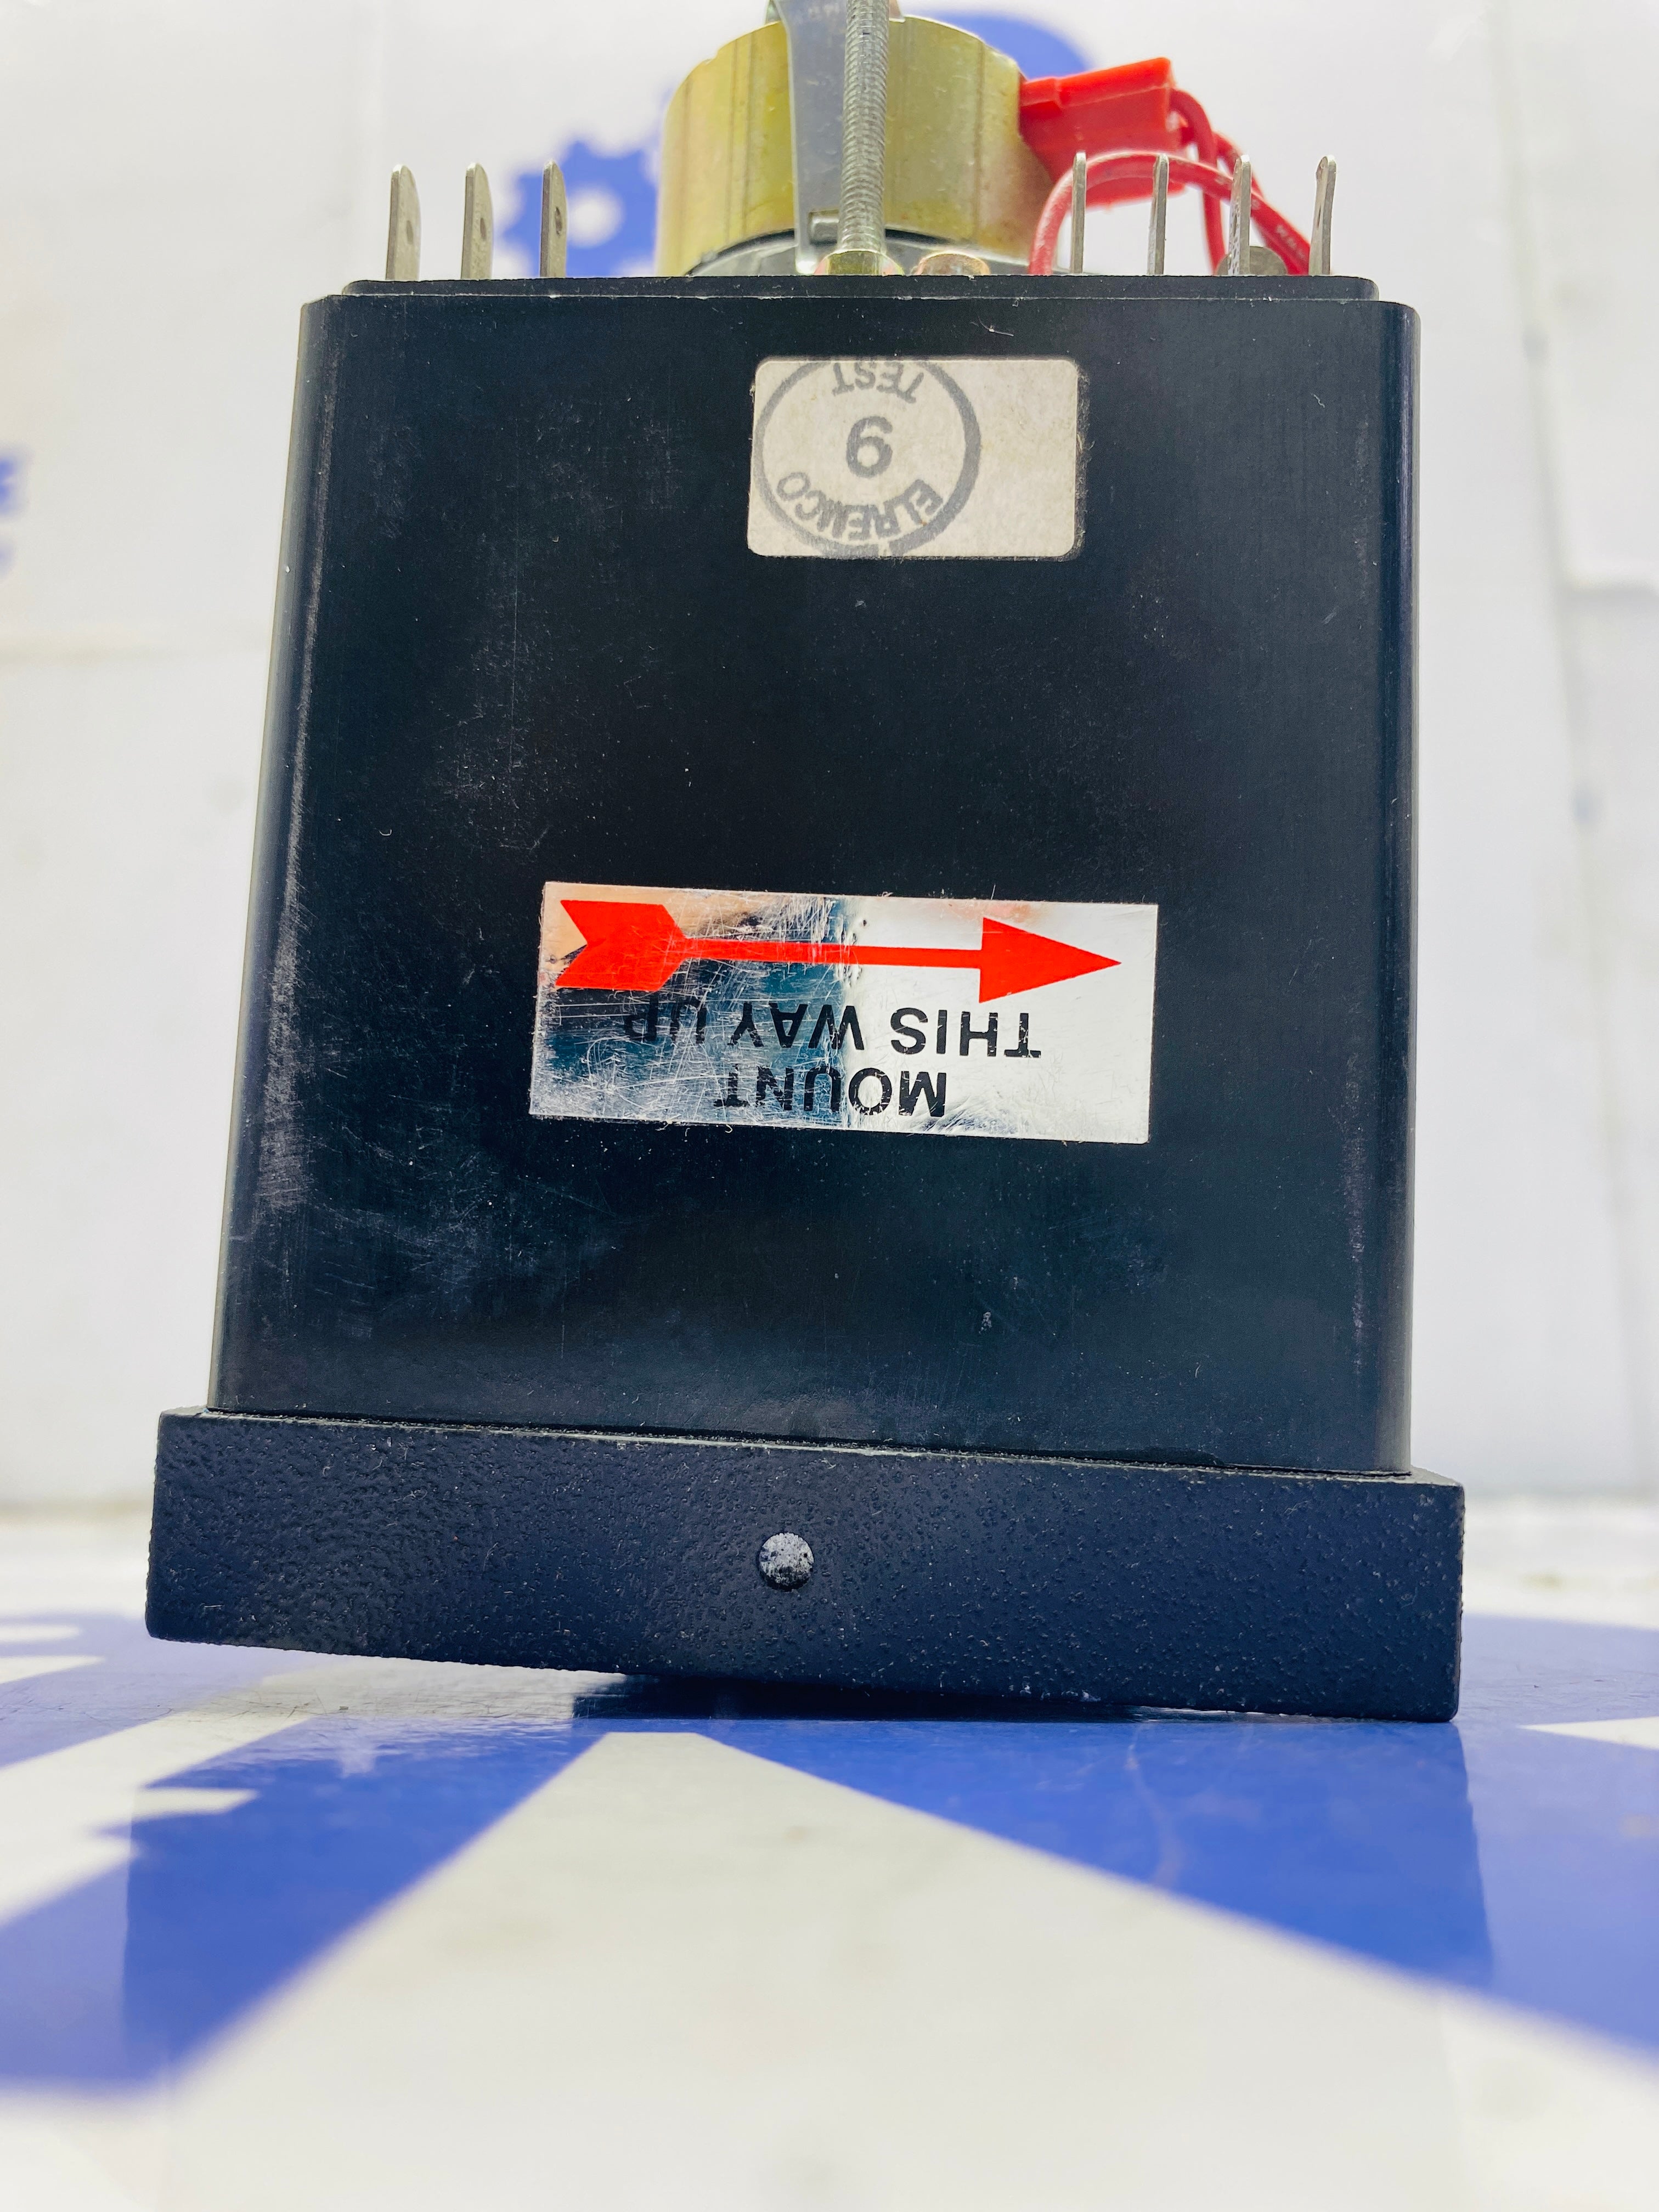 MOUNT
THIS WAY UP
ELREMCO
6
TEST